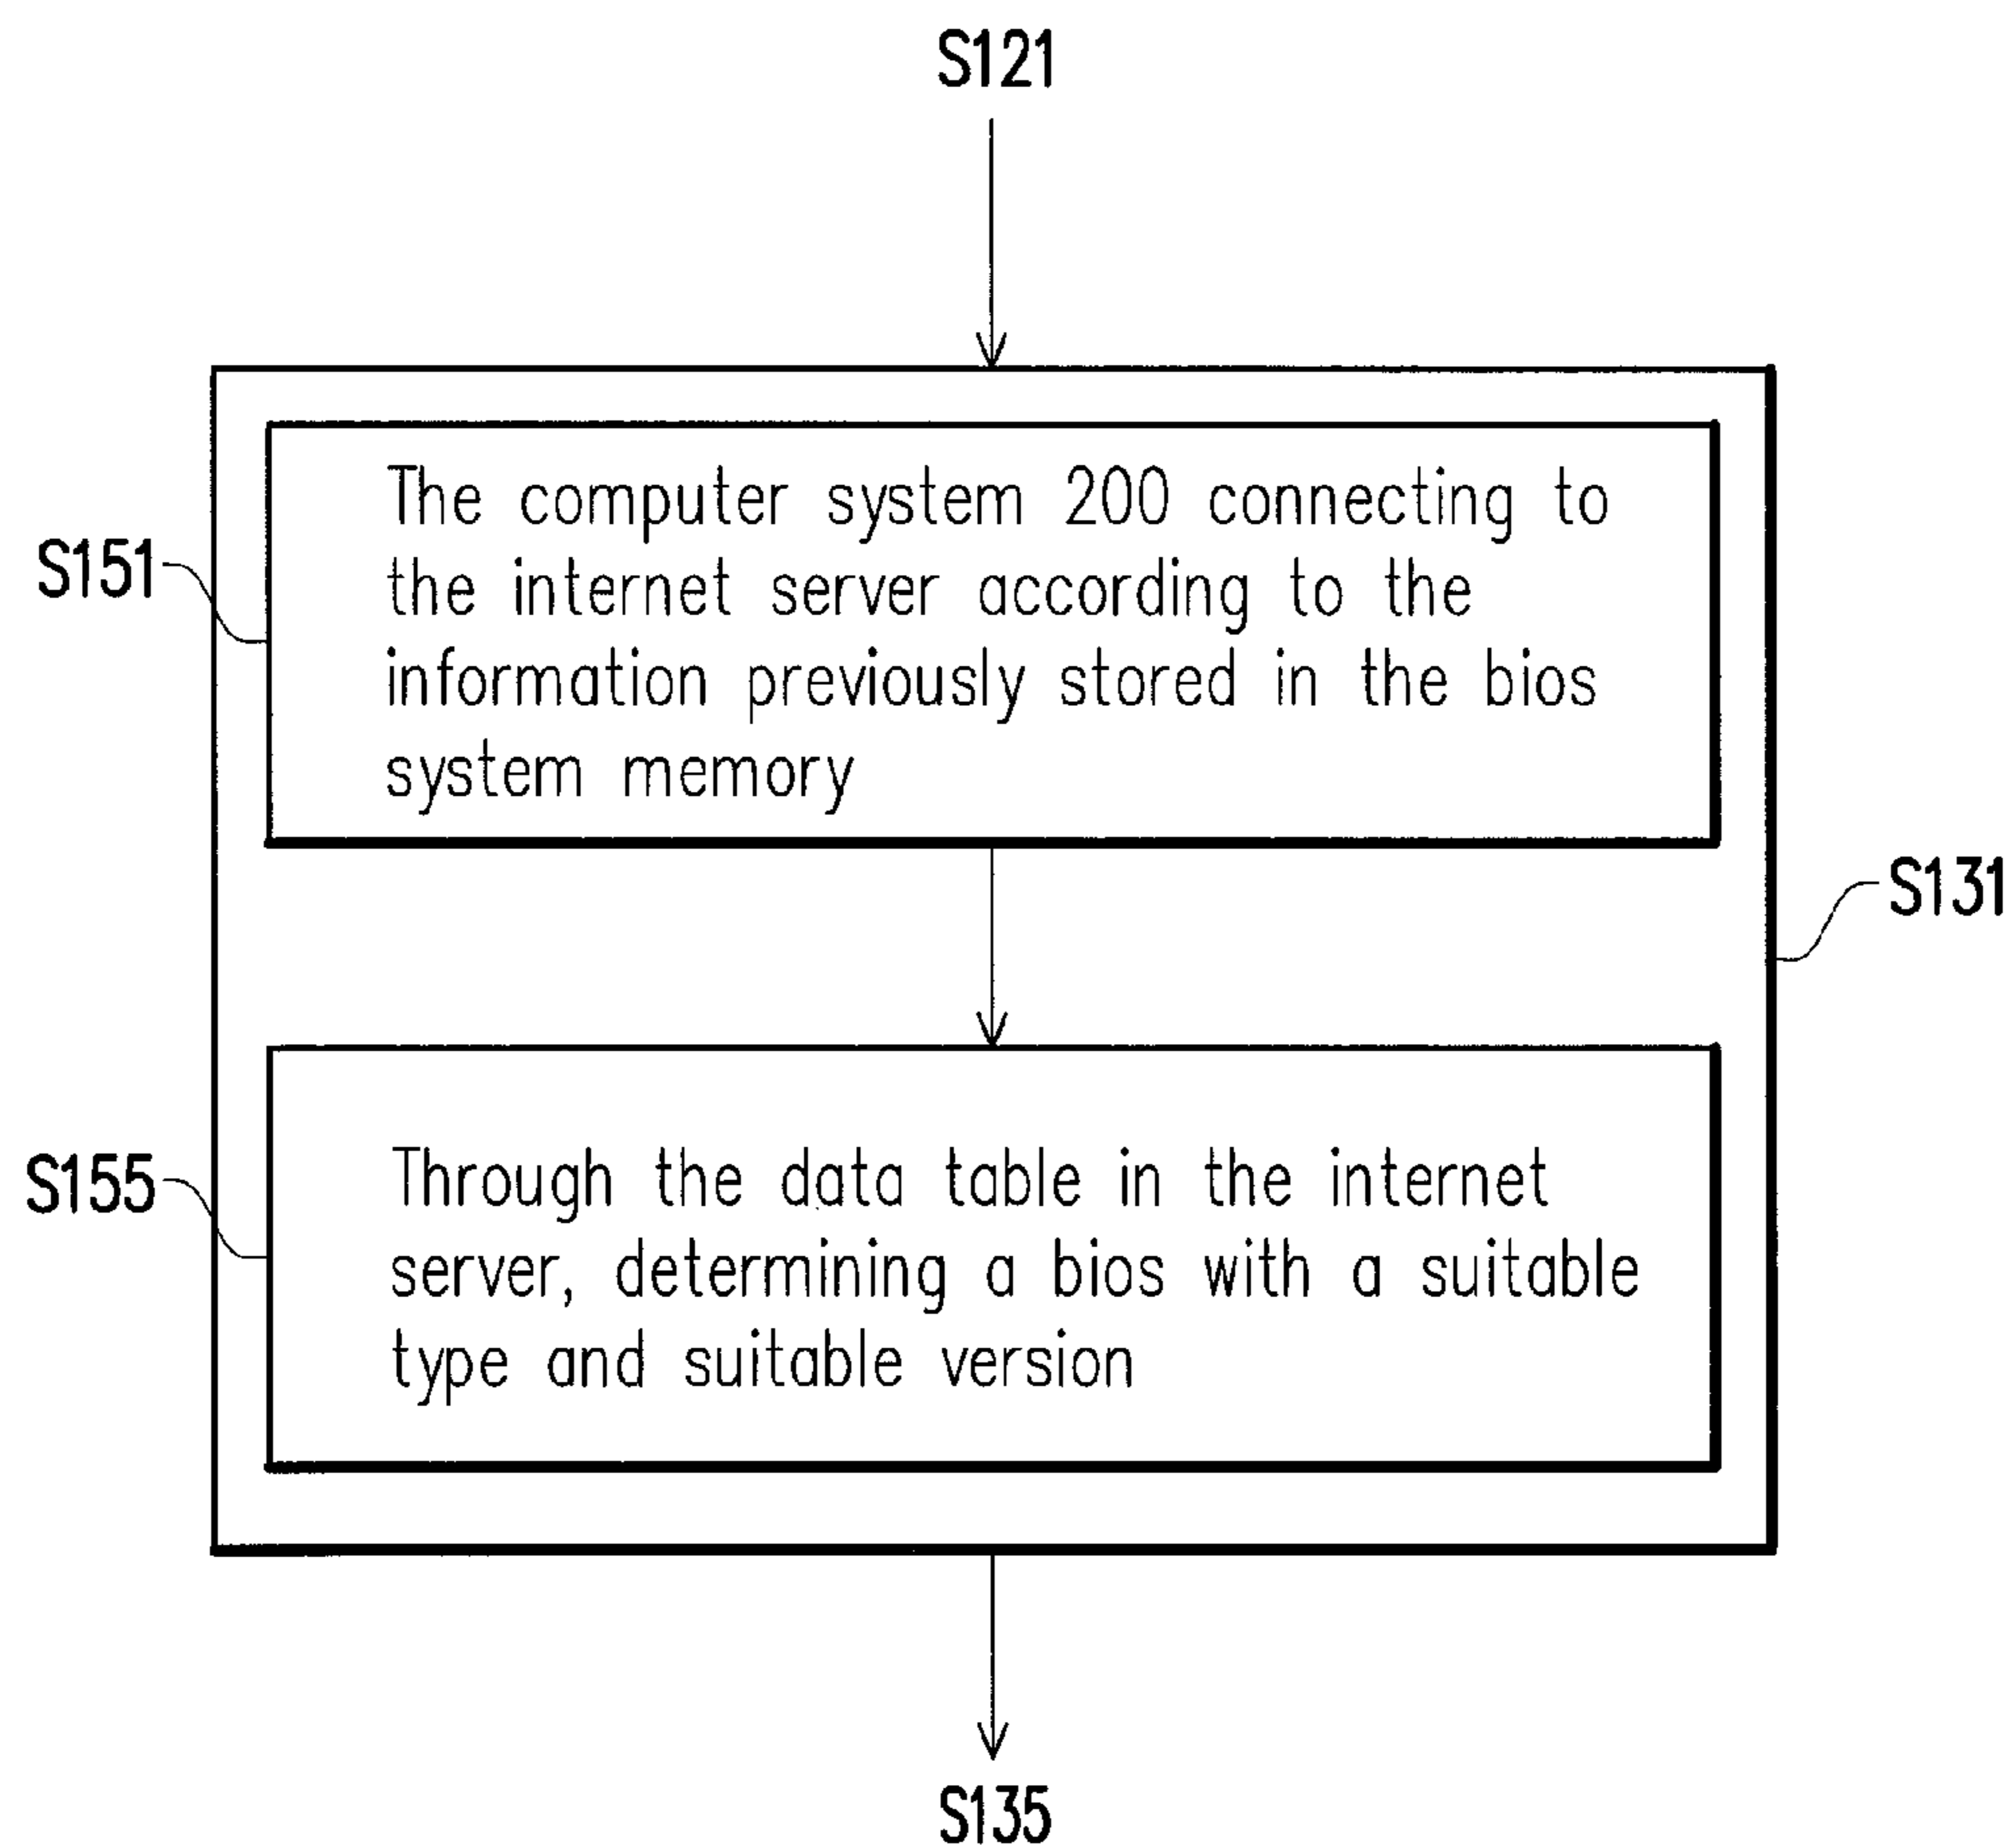 S121
The computer system 200 connecting to
the internet server according to the
information previously stored in the bios
system memory
S151
S131
Through the data table in the internet
server, determining a bios with a suitable
type and suitable version
S155
S135